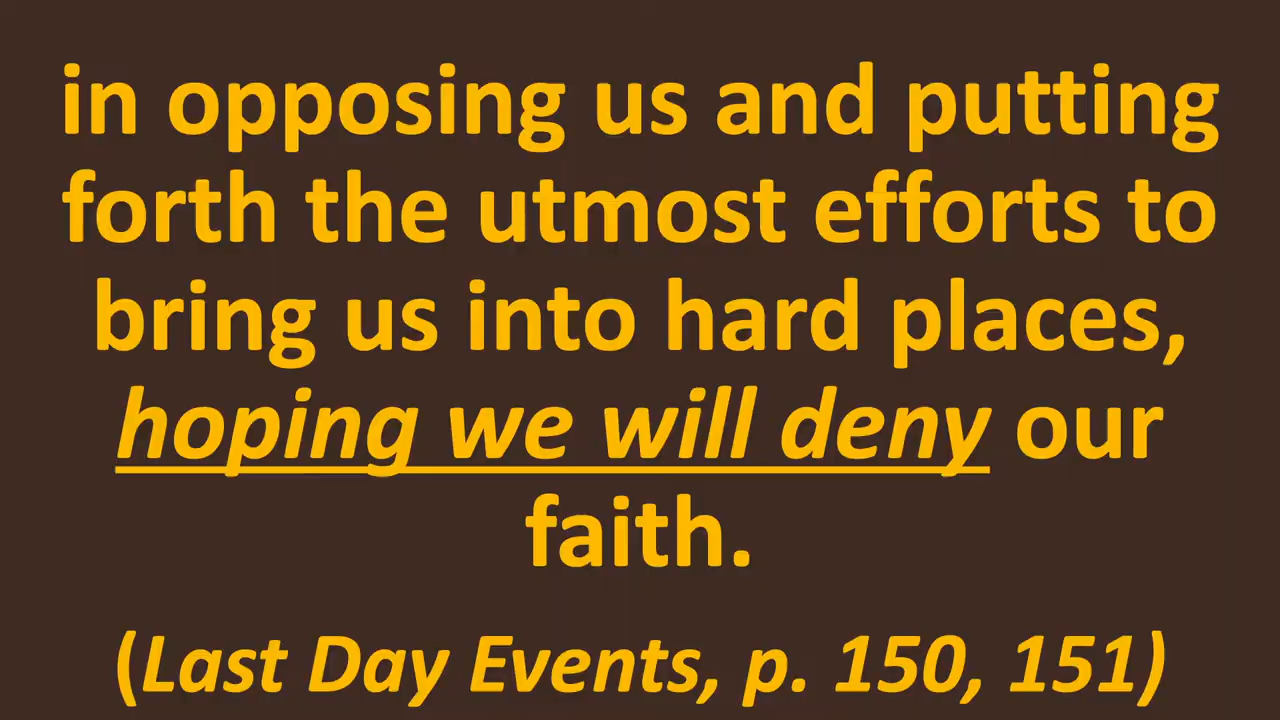 in opposing us and putting
forth the utmost efforts to
bring us into hard places,
hoping we will deny our
faith.
(Last Day Events, p. 150, 151)